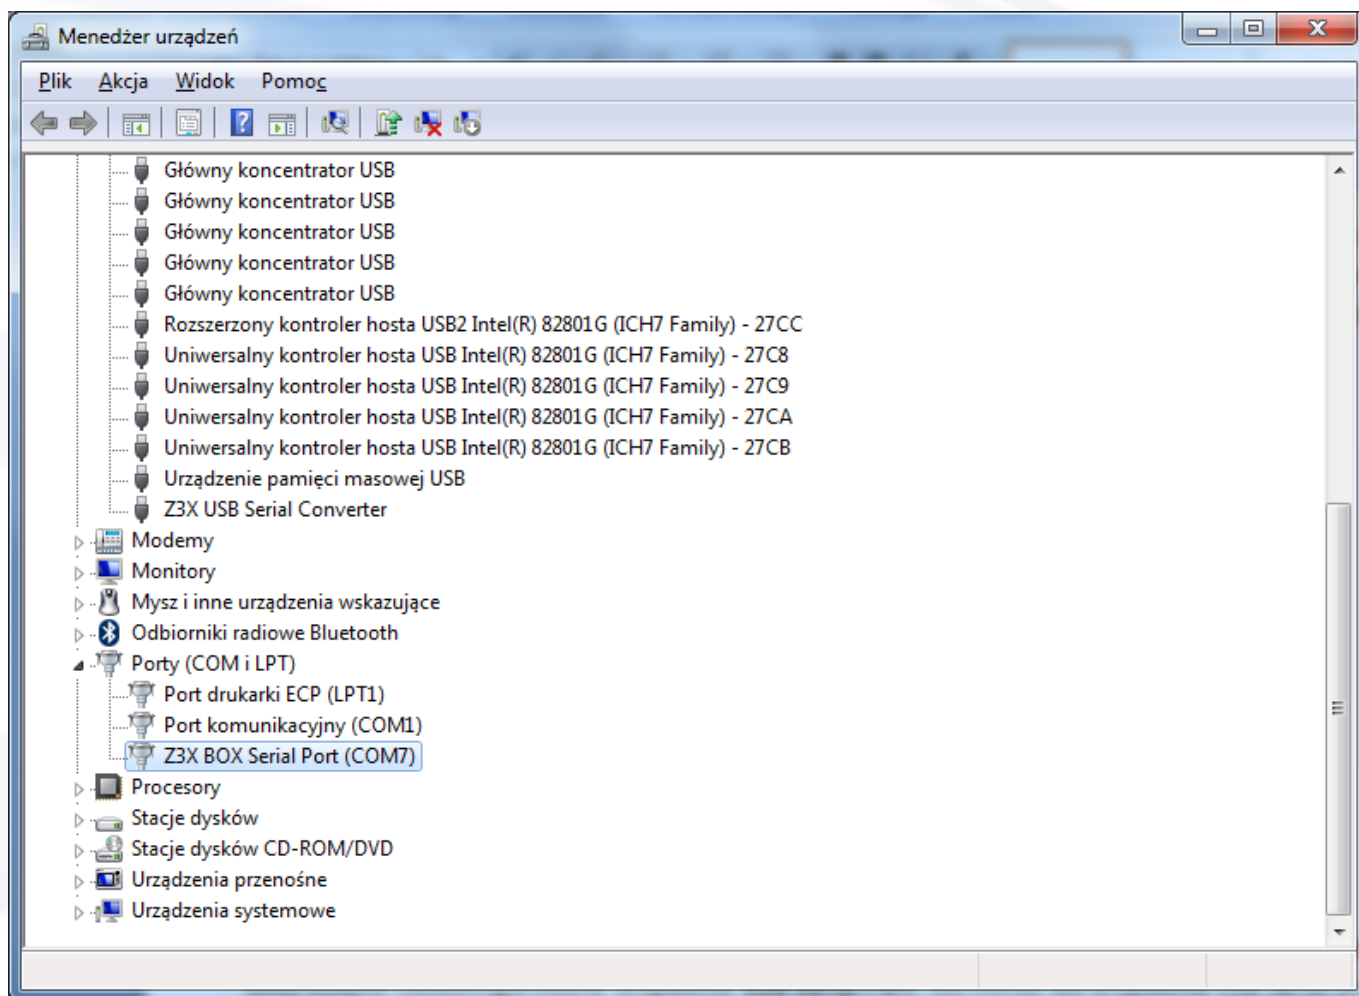 Menedżer urządzeń
Plik Akcja Widok Pomoc
Główny koncentrator USB
Główny koncentrator USB
Główny koncentrator USB
Główny koncentrator USB
Główny koncentrator USB
Rozszerzony kontroler hosta USB2 Intel(R) 82801G (ICH7 Family) - 27CC
Uniwersalny kontroler hosta USB Intel(R) 82801G (ICH7 Family) - 27C8
Uniwersalny kontroler hosta USB Intel(R) 82801G (ICH7 Family) - 27C9
Uniwersalny kontroler hosta USB Intel(R) 82801G (ICH7 Family) - 27CA
Uniwersalny kontroler hosta USB Intel(R) 82801G (ICH7 Family) - 27CB
Urządzenie pamięci masowej USB
Z3X USB Serial Converter
Modemy
Monitory
Mysz i inne urządzenia wskazujące
Odbiorniki radiowe Bluetooth
Porty (COM i LPT)
Port drukarki ECP (LPT1)
Port komunikacyjny (COM1)
Z3X BOX Serial Port (COM7)
Procesory
Stacje dysków
Stacje dysków CD-ROM/DVD
Urządzenia przenośne
Urządzenia systemowe